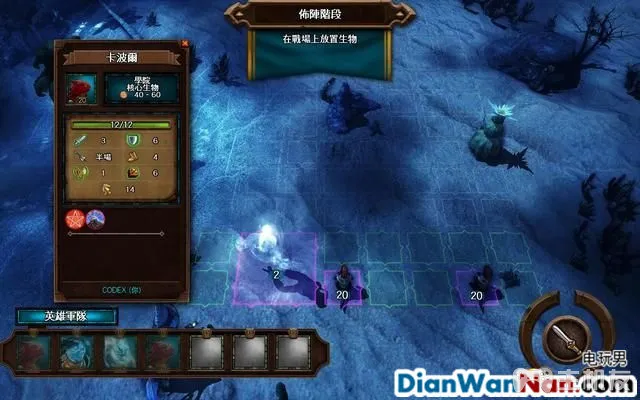 佈陣階段
在戰場上放置生物
卡波爾
20
學院
核心生物
40 - 60
12/12
3
6
半場
4
1
6
14
CODEX (你)
2
20
20
英雄軍隊
电玩男
DianWanNan.com